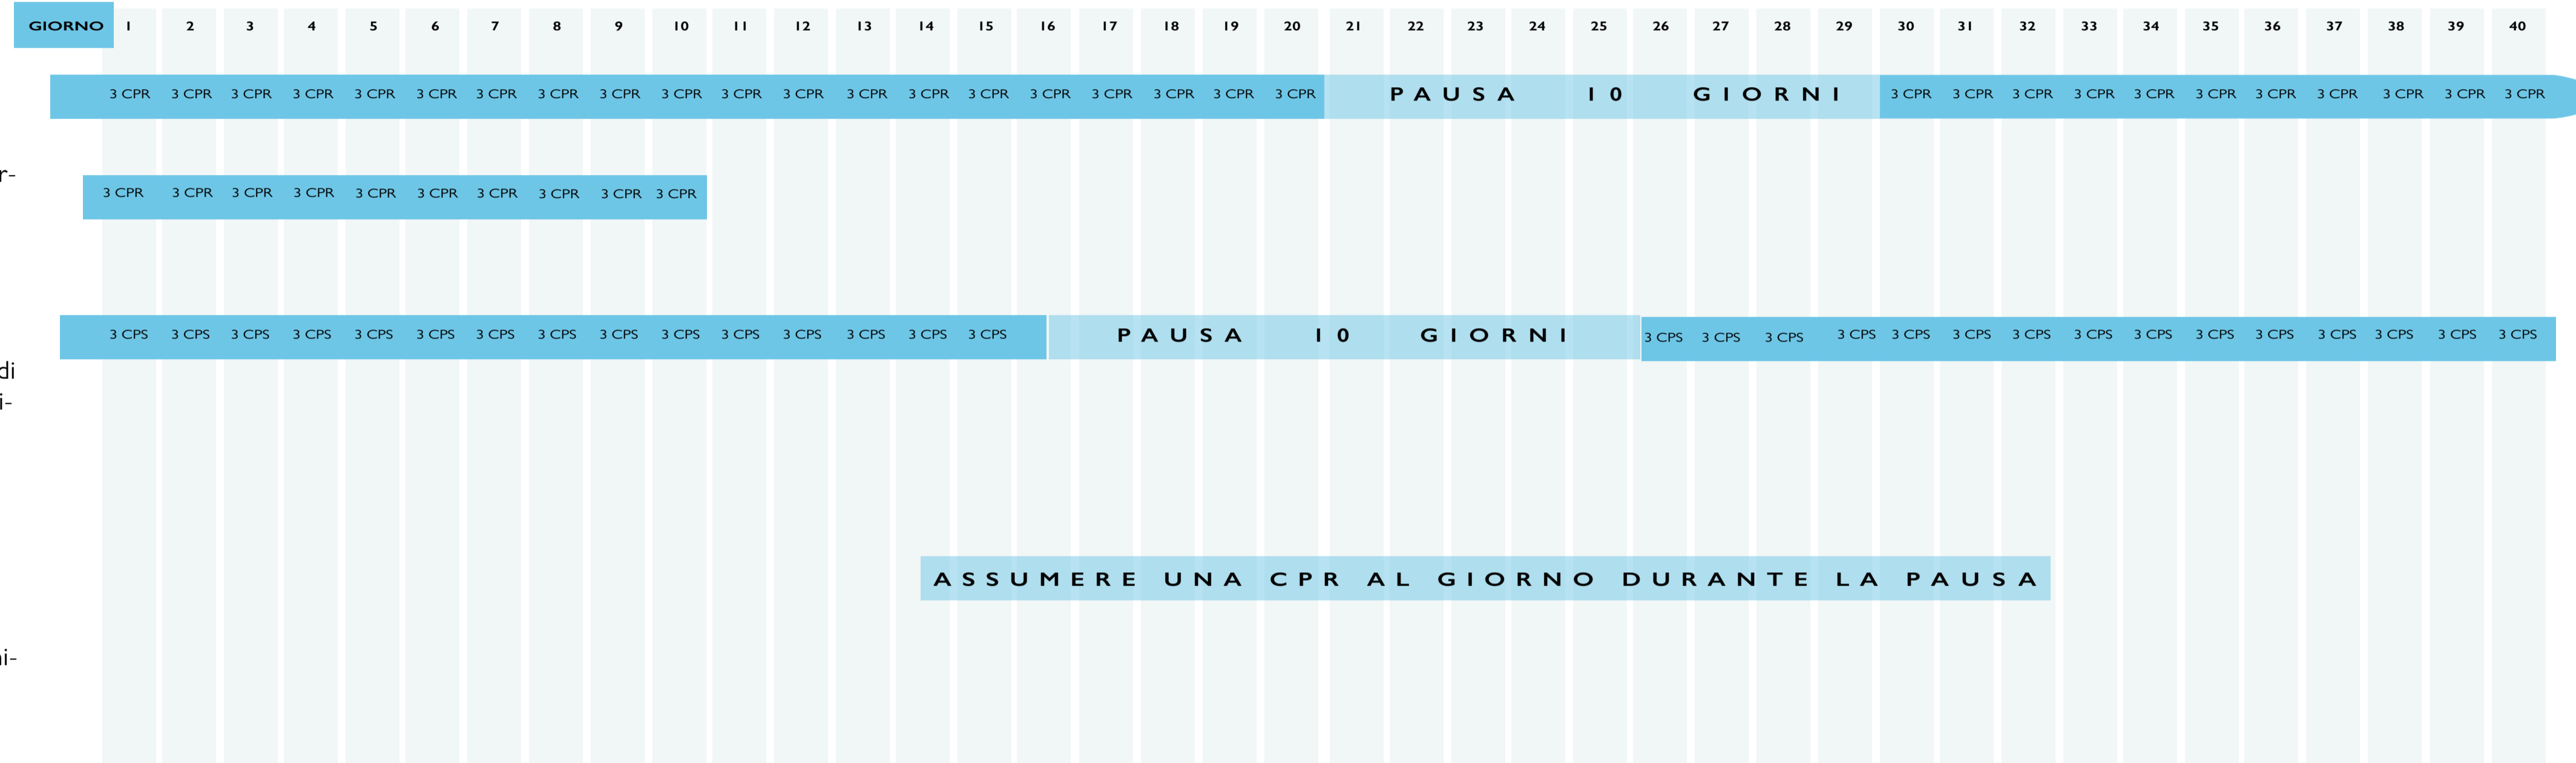 GIORNO 1 2 3 4 5 6 7 8 9 10 11 12 13 14 15 16 17 18 19 20 21 22 23 24 25 26 27 28 29 30 31 32 33 34 35 36 37 38 39 40
3 CPR 3 CPR 3 CPR 3 CPR 3 CPR 3 CPR 3 CPR 3 CPR 3 CPR 3 CPR 3 CPR 3 CPR 3 CPR 3 CPR 3 CPR 3 CPR 3 CPR 3 CPR 3 CPR 3 CPR PAUSA 10 GIORNI 3 CPR 3 CPR 3 CPR 3 CPR 3 CPR 3 CPR 3 CPR 3 CPR 3 CPR 3 CPR 3 CPR
r-
3 CPR 3 CPR 3 CPR 3 CPR 3 CPR 3 CPR 3 CPR 3 CPR 3 CPR 3 CPR
3 CPS 3 CPS 3 CPS 3 CPS 3 CPS 3 CPS 3 CPS 3 CPS 3 CPS 3 CPS 3 CPS 3 CPS 3 CPS 3 CPS 3 CPS PAUSA 10 GIORNI 3 CPS 3 CPS 3 CPS 3 CPS 3 CPS 3 CPS 3 CPS 3 CPS 3 CPS 3 CPS 3 CPS 3 CPS 3 CPS 3 CPS 3 CPS
di
i-
ASSUMERE UNA CPR AL GIORNO DURANTE LA PAUSA
ni-